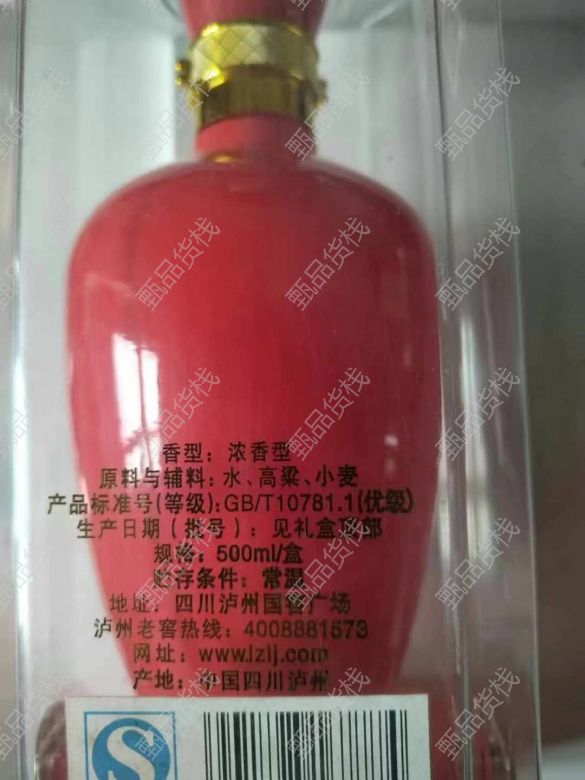 香型：浓香型
原料与辅料：水、高粱、小麦
产品标准号(等级):GB/T10781.1(优级)
生产日期（批号）：见礼盒底部
规格：500ml/盒
贮存条件：常温
地址：四川泸州国窖广场
泸州老窖热线：4008881573
网址：www.lzlj.com
产地：中国四川泸州
甄品货栈